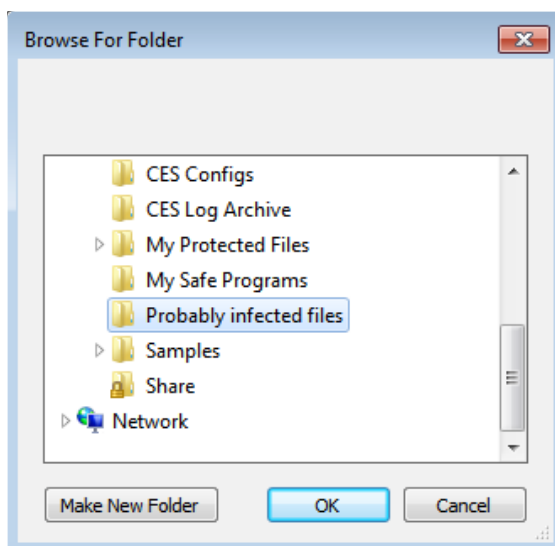 Browse For Folder
CES Configs
CES Log Archive
My Protected Files
My Safe Programs
Probably infected files
Samples
Share
Network
Make New Folder OK Cancel